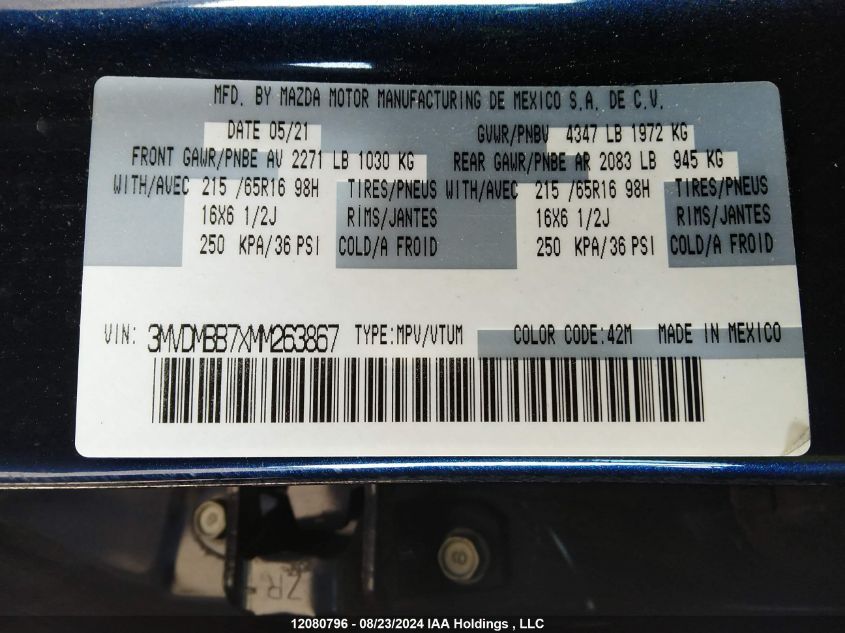 MFD. BY MAZDA MOTOR MANUFACTURING DE MEXICO S.A. DE C.V.
DATE 05/21 GVWR/PNBV 4347 LB 1972 KG
FRONT GAWR/PNBE AV 2271 LB 1030 KG REAR GAWR/PNBE AR 2083 LB 945 KG
WITH/AVEC 215 /65R16 98H TIRES/PNEUS WITH/AVEC 215 /65R16 98H TIRES/PNEUS
16X6 1/2J RIMS/JANTES 16X6 1/2J RIMS/JANTES
250 KPA/36 PSI COLD/A FROID 250 KPA/36 PSI COLD/A FROID
VIN: 3MVDMBB7XMM263867 TYPE:MPV/VTUM COLOR CODE:42M MADE IN MEXICO
12080796 - 08/23/2024 IAA Holdings , LLC